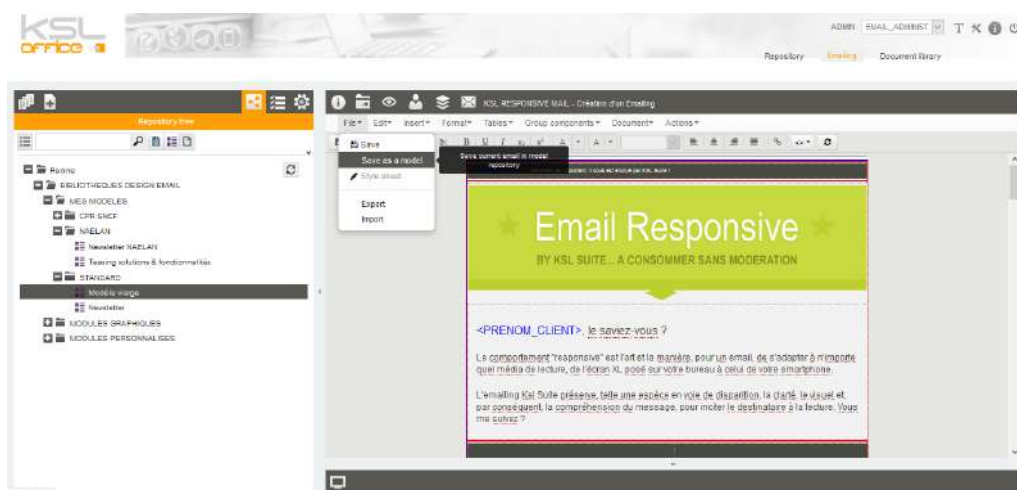 KSL
office
ADMIN EMAIL_ADMINIST
Repository Emailing Document library
Repository tree
Racine
BIBLIOTHEQUES DESIGN EMAIL
MES MODELES
CPR SNCF
NAELAN
Newsletter NAELAN
Teasing solutions & fonctionnalités
STANDARD
Modèle vierge
Newsletter
MODULES GRAPHIQUES
MODULES PERSONNALISES
KSL RESPONSIVE MAIL - Création d'un Emailing
File Edit Insert Format Tables Group components Document Actions
Save
Save as a model
Style sheet
Export
Import
Save current email in model
repository
Email Responsive
BY KSL SUITE... A CONSOMMER SANS MODERATION
<PRENOM_CLIENT>, le saviez-vous ?
Le comportement "responsive" est l'art et la manière, pour un email, de s'adapter à n'importe
quel média de lecture, de l'écran XL posé sur votre bureau à celui de votre smartphone.
L'emailing Ksl Suite préserve, telle une espèce en voie de disparition, la clarté, le visuel et,
par conséquent, la compréhension du message, pour inciter le destinataire à la lecture. Vous
me suivez ?